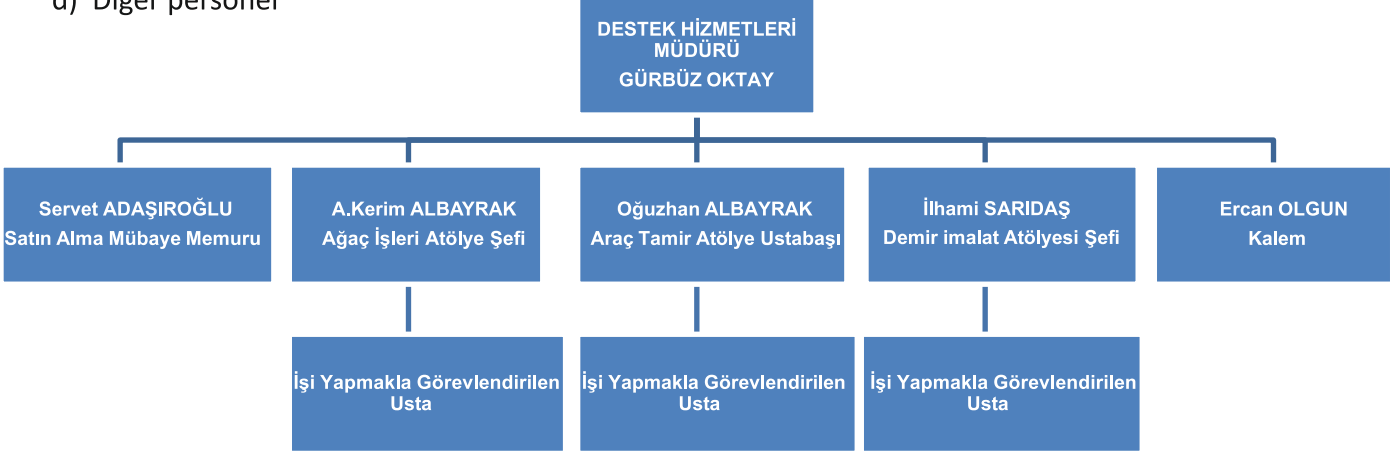 d) Diğer personel
DESTEK HİZMETLERİ
MÜDÜRÜ
GÜRBÜZ OKTAY
Servet ADAŞIROĞLU
Satın Alma Mübaye Memuru
A.Kerim ALBAYRAK
Ağaç İşleri Atölye Şefi
Oğuzhan ALBAYRAK
Araç Tamir Atölye Ustabaşı
İlhami SARIDAŞ
Demir imalat Atölyesi Şefi
Ercan OLGUN
Kalem
İşi Yapmakla Görevlendirilen
Usta
İşi Yapmakla Görevlendirilen
Usta
İşi Yapmakla Görevlendirilen
Usta